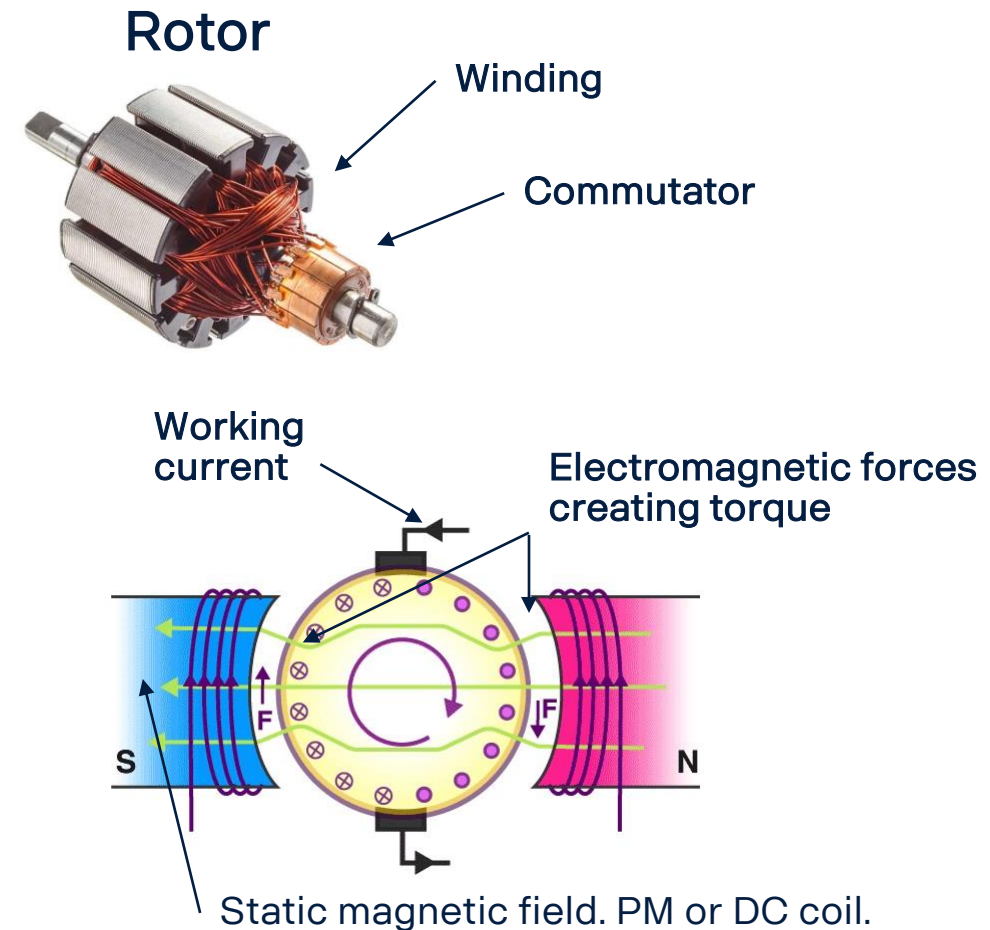 Rotor
Winding
Commutator
Working
current
Electromagnetic forces
creating torque
F
F
S
N
Static magnetic field. PM or DC coil.